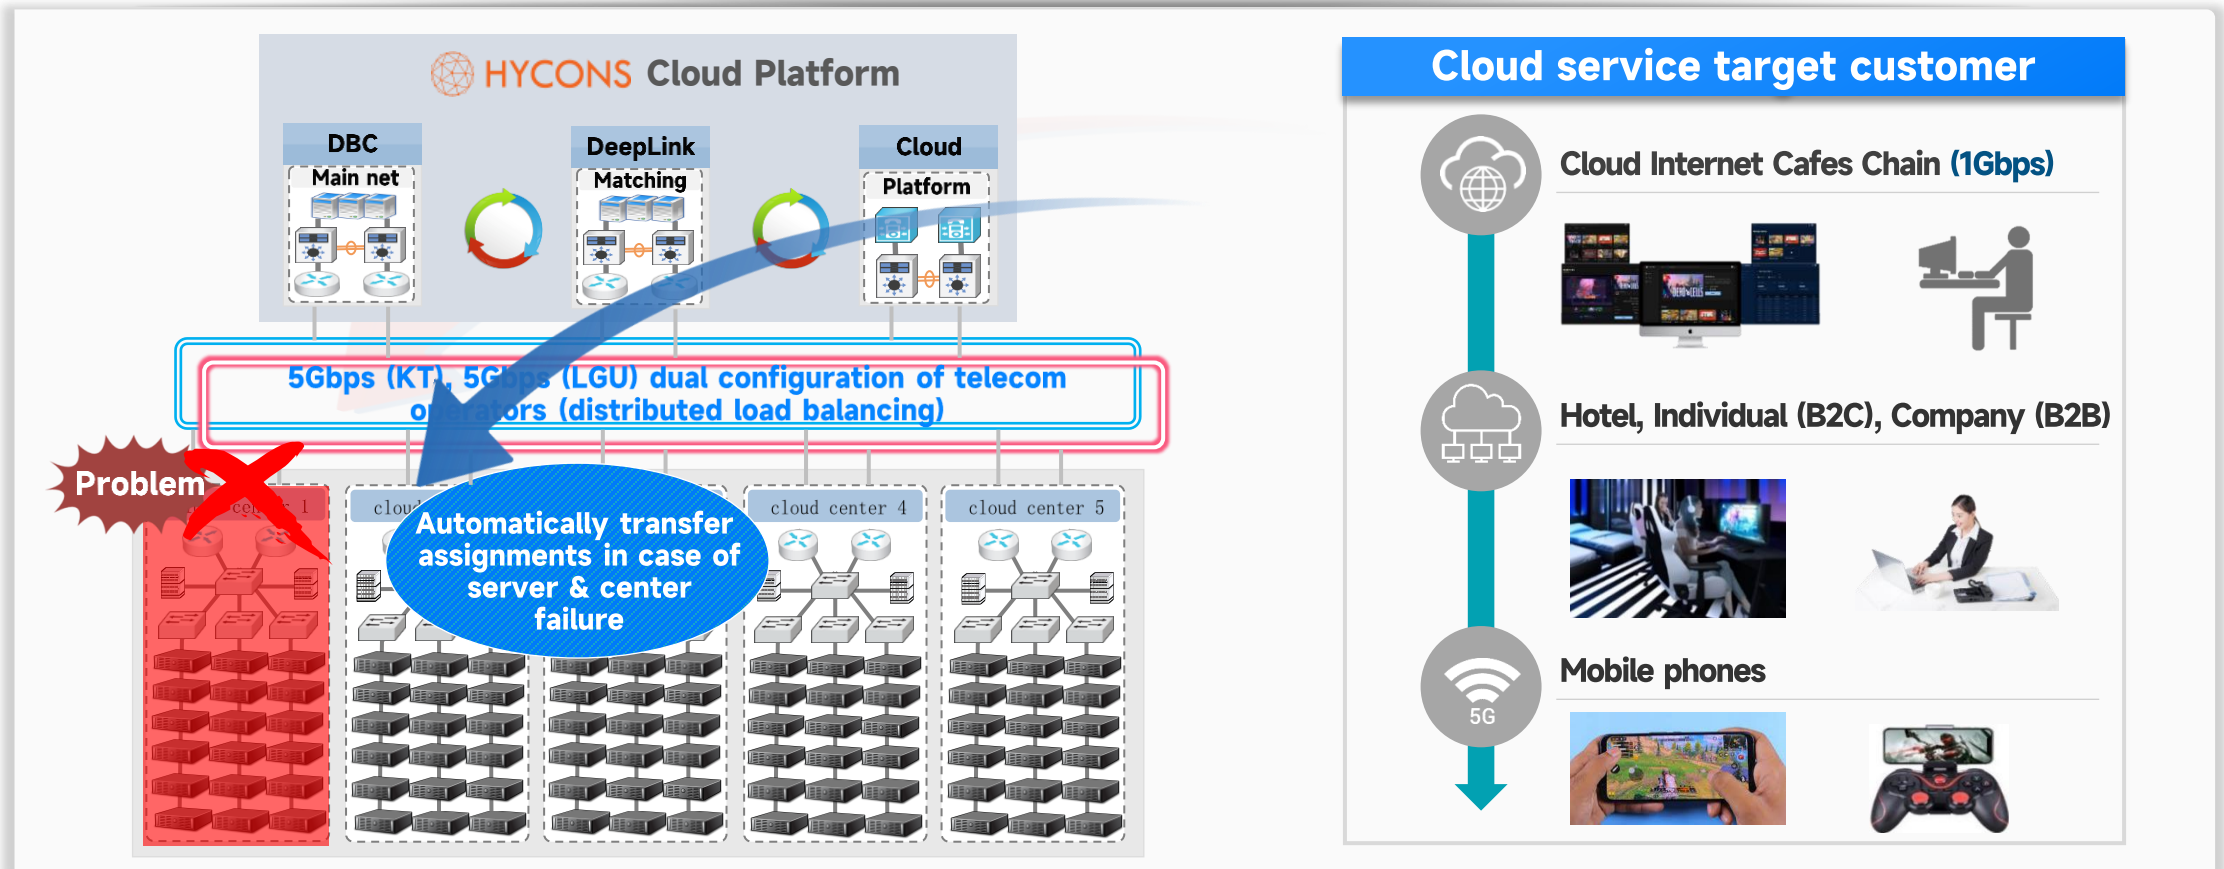 HYCONS Cloud Platform
DBC
Main net
DeepLink
Matching
Cloud
Platform
5Gbps (KT), 5Gbps (LGU) dual configuration of telecom
operators (distributed load balancing)
Problem
1
cloud
cloud center 4
cloud center 5
Automatically transfer
assignments in case of
server & center
failure
Cloud service target customer
Cloud Internet Cafes Chain (1Gbps)
Hotel, Individual (B2C), Company (B2B)
Mobile phones
5G